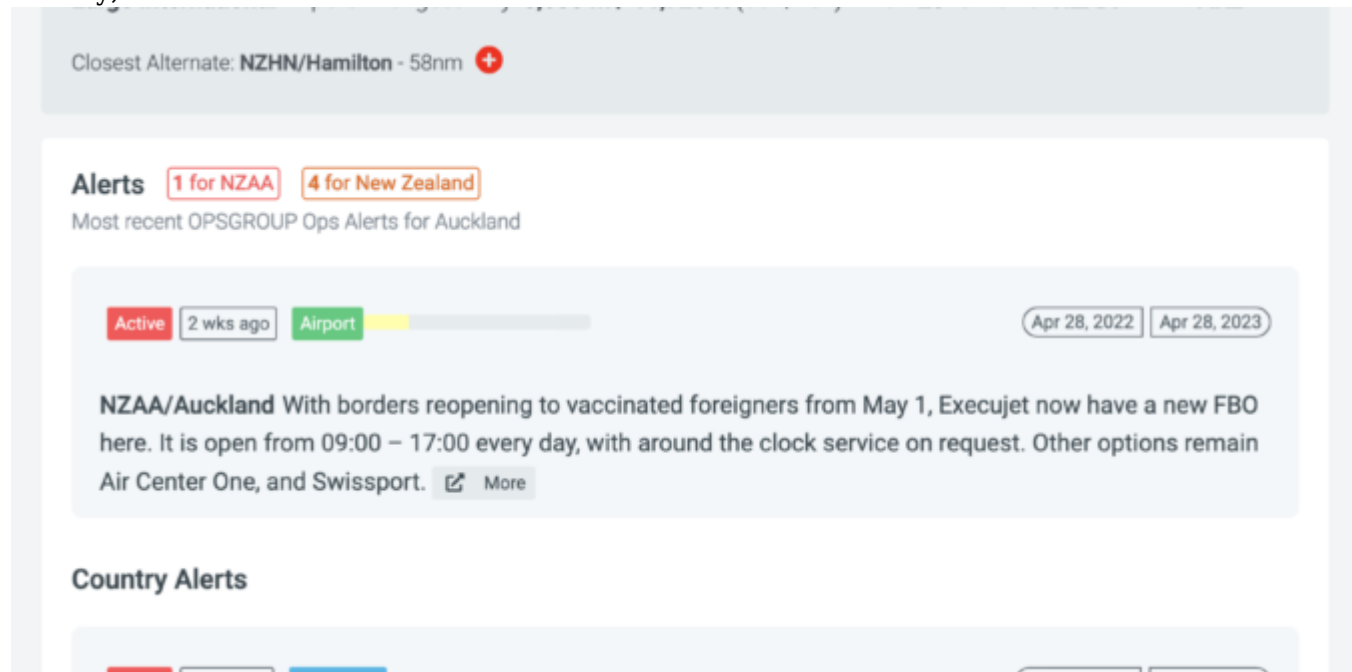 Closest Alternate: NZHN/Hamilton - 58nm
Alerts 1 for NZAA 4 for New Zealand
Most recent OPSGROUP Ops Alerts for Auckland
Active 2 wks ago Airport Apr 28, 2022 Apr 28, 2023
NZAA/Auckland With borders reopening to vaccinated foreigners from May 1, Execujet now have a new FBO
here. It is open from 09:00 – 17:00 every day, with around the clock service on request. Other options remain
Air Center One, and Swissport. More
Country Alerts